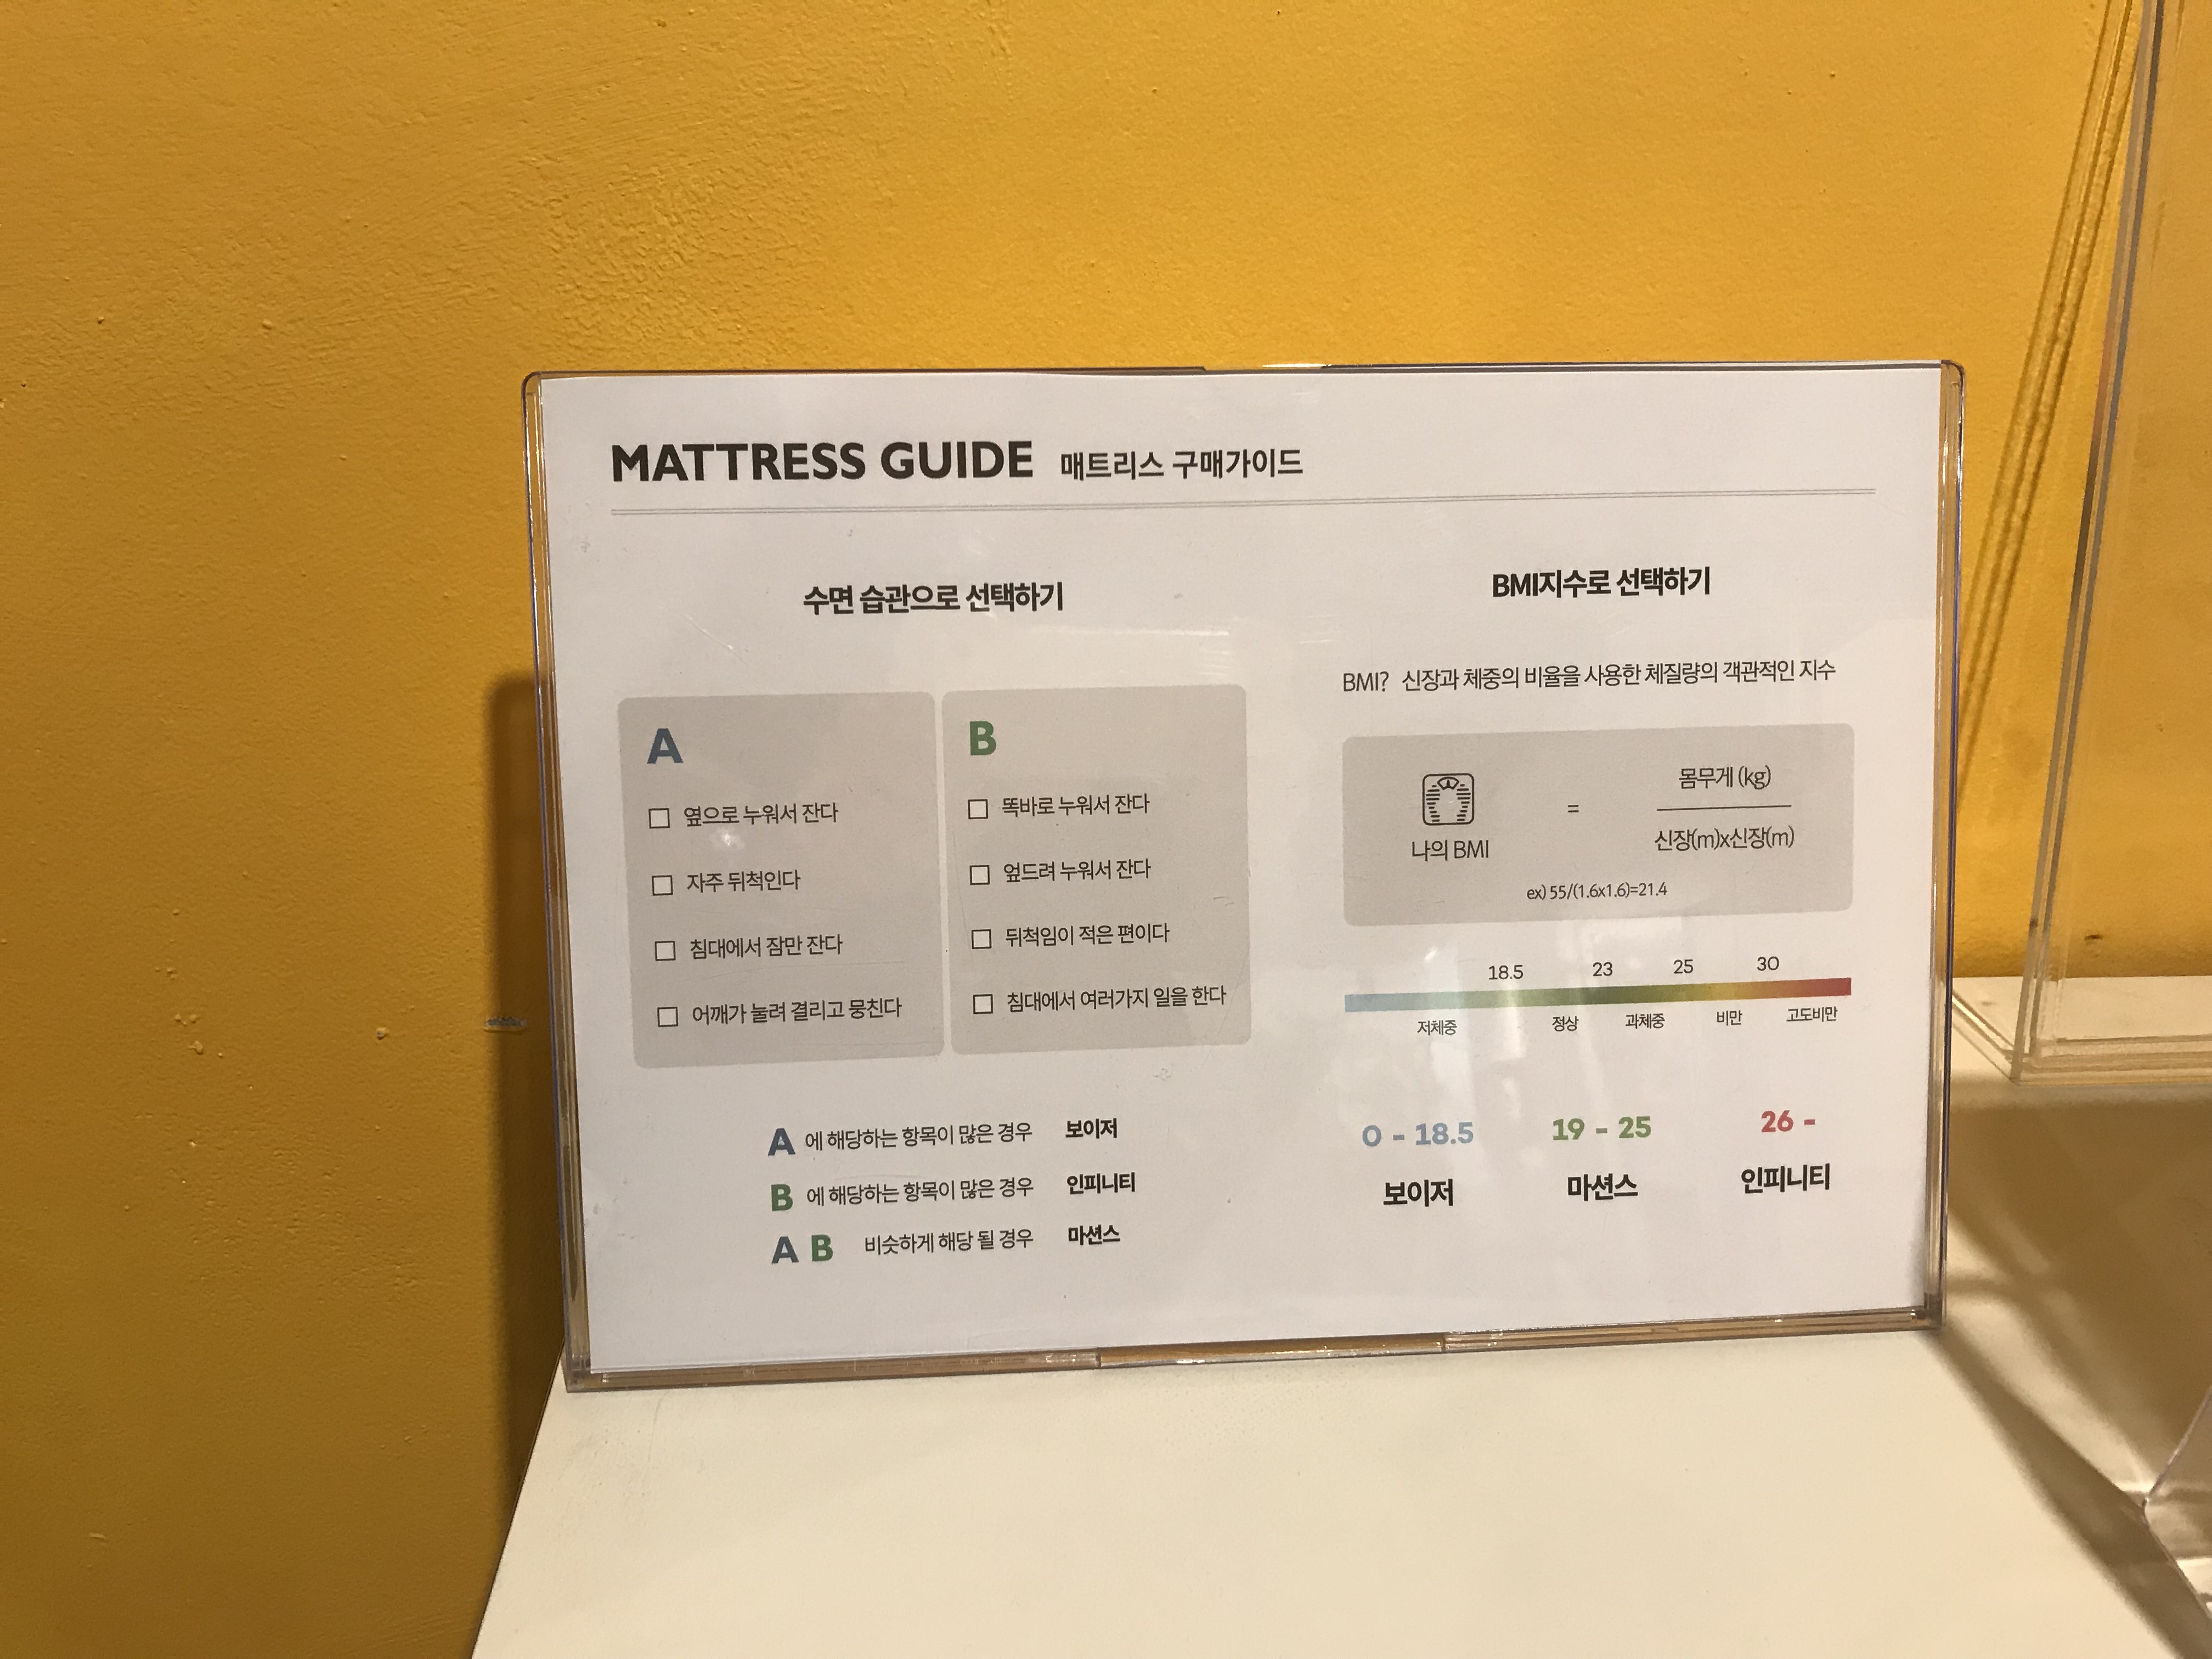 MATTRESS GUIDE 매트리스 구매가이드
수면 습관으로 선택하기
A
옆으로 누워서 잔다
자주 뒤척인다
침대에서 잠만 잔다
어깨가 눌려 결리고 뭉친다
B
똑바로 누워서 잔다
엎드려 누워서 잔다
뒤척임이 적은 편이다
침대에서 여러가지 일을 한다
A 에 해당하는 항목이 많은 경우 보이저
B 에 해당하는 항목이 많은 경우 인피니티
A B 비슷하게 해당 될 경우 마션스
BMI지수로 선택하기
BMI? 신장과 체중의 비율을 사용한 체질량의 객관적인 지수
나의 BMI
=
몸무게 (kg)
신장(m)x신장(m)
ex) 55/(1.6x1.6)=21.4
18.5 23 25 30
저체중 정상 과체중 비만 고도비만
0 - 18.5 19 - 25 26 -
보이저 마션스 인피니티